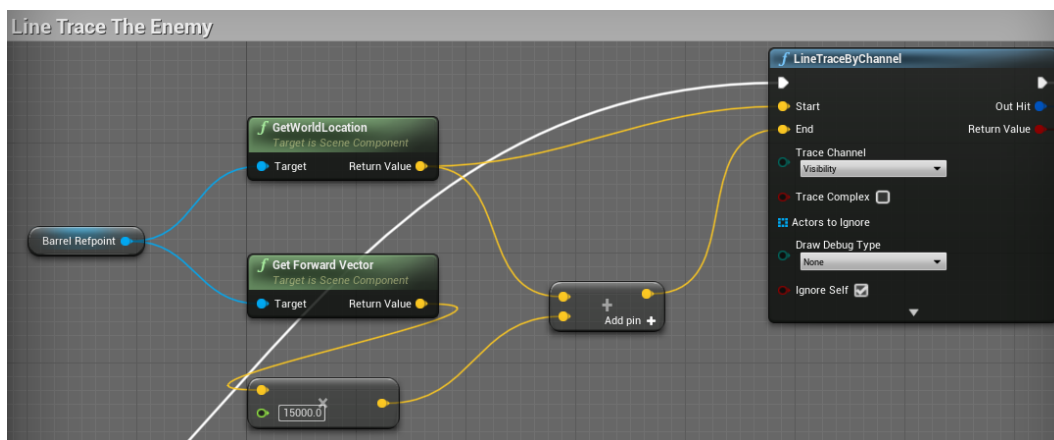 Line Trace The Enemy
f LineTraceByChannel
Start
Out Hit
End
Return Value
Trace Channel
Visibility
Trace Complex
Actors to Ignore
Draw Debug Type
None
Ignore Self
f GetWorldLocation
Target is Scene Component
Target
Return Value
Barrel Refpoint
f Get Forward Vector
Target is Scene Component
Target
Return Value
+
Add pin +
×
15000.0